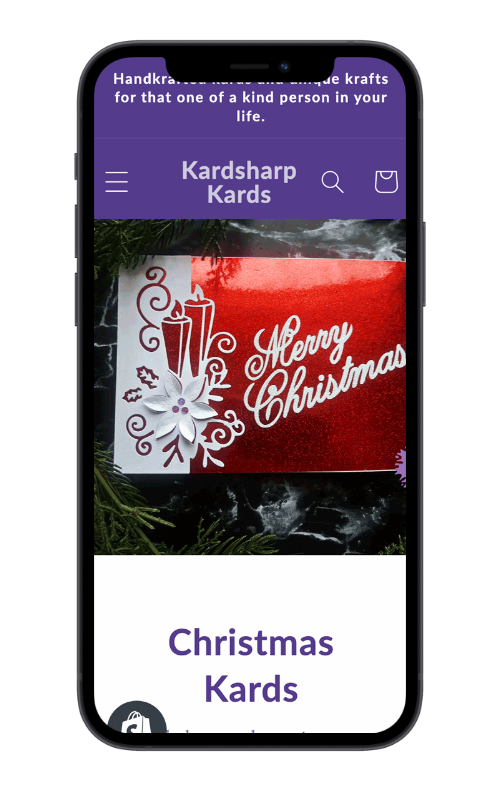 Handkrafted kards and unique krafts
for that one of a kind person in your
life.
Kardsharp
Kards
Merry
Christmas
Christmas
Kards